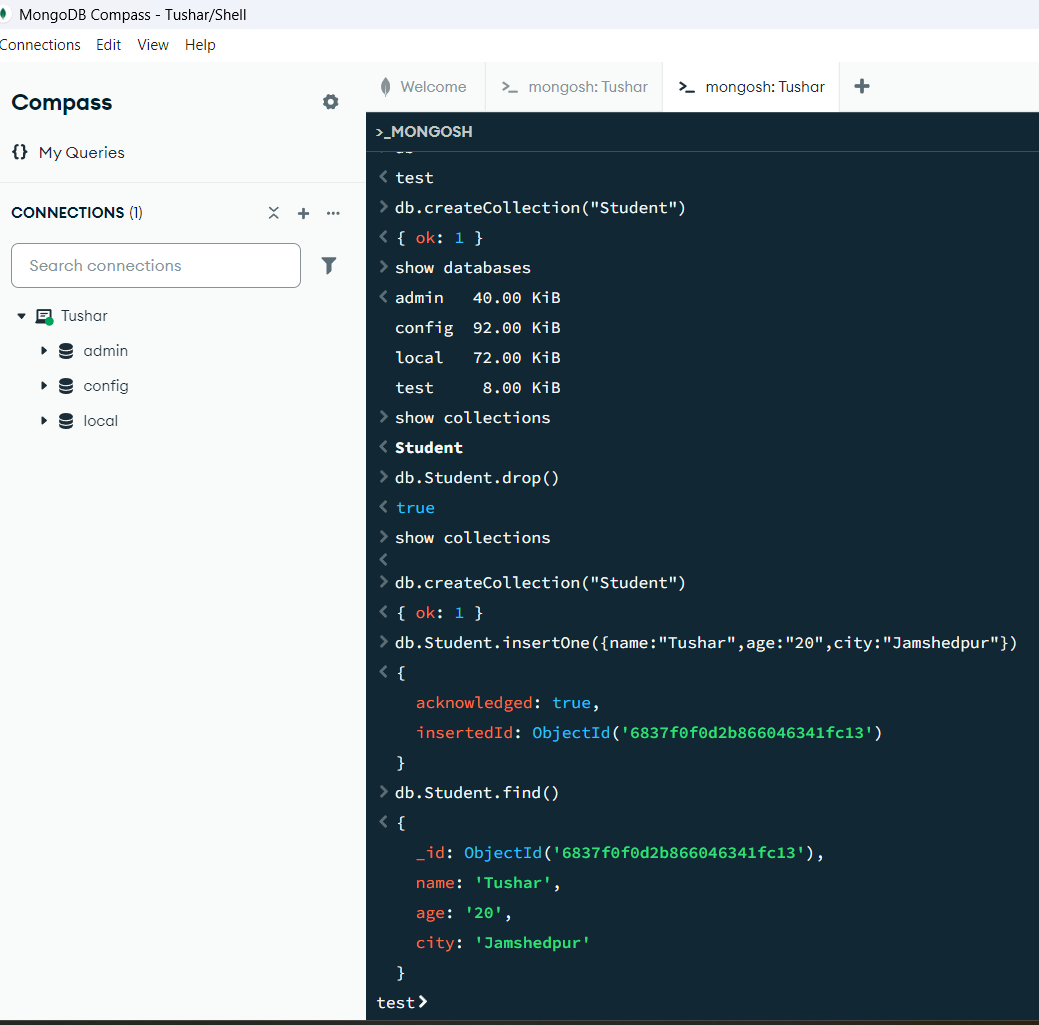 MongoDB Compass - Tushar/Shell
Connections Edit View Help
Compass
My Queries
CONNECTIONS (1)
Search connections
Tushar
admin
config
local
Welcome
>_ mongosh: Tushar
>_ mongosh: Tushar
>_MONGOSH
< test
> db.createCollection("Student")
< { ok: 1 }
> show databases
< admin   40.00 KiB
config  92.00 KiB
local   72.00 KiB
test     8.00 KiB
> show collections
< Student
> db.Student.drop()
< true
> show collections
<
> db.createCollection("Student")
< { ok: 1 }
> db.Student.insertOne({name:"Tushar",age:"20",city:"Jamshedpur"})
< {
acknowledged: true,
insertedId: ObjectId('6837f0f0d2b866046341fc13')
}
> db.Student.find()
< {
_id: ObjectId('6837f0f0d2b866046341fc13'),
name: 'Tushar',
age: '20',
city: 'Jamshedpur'
}
test>